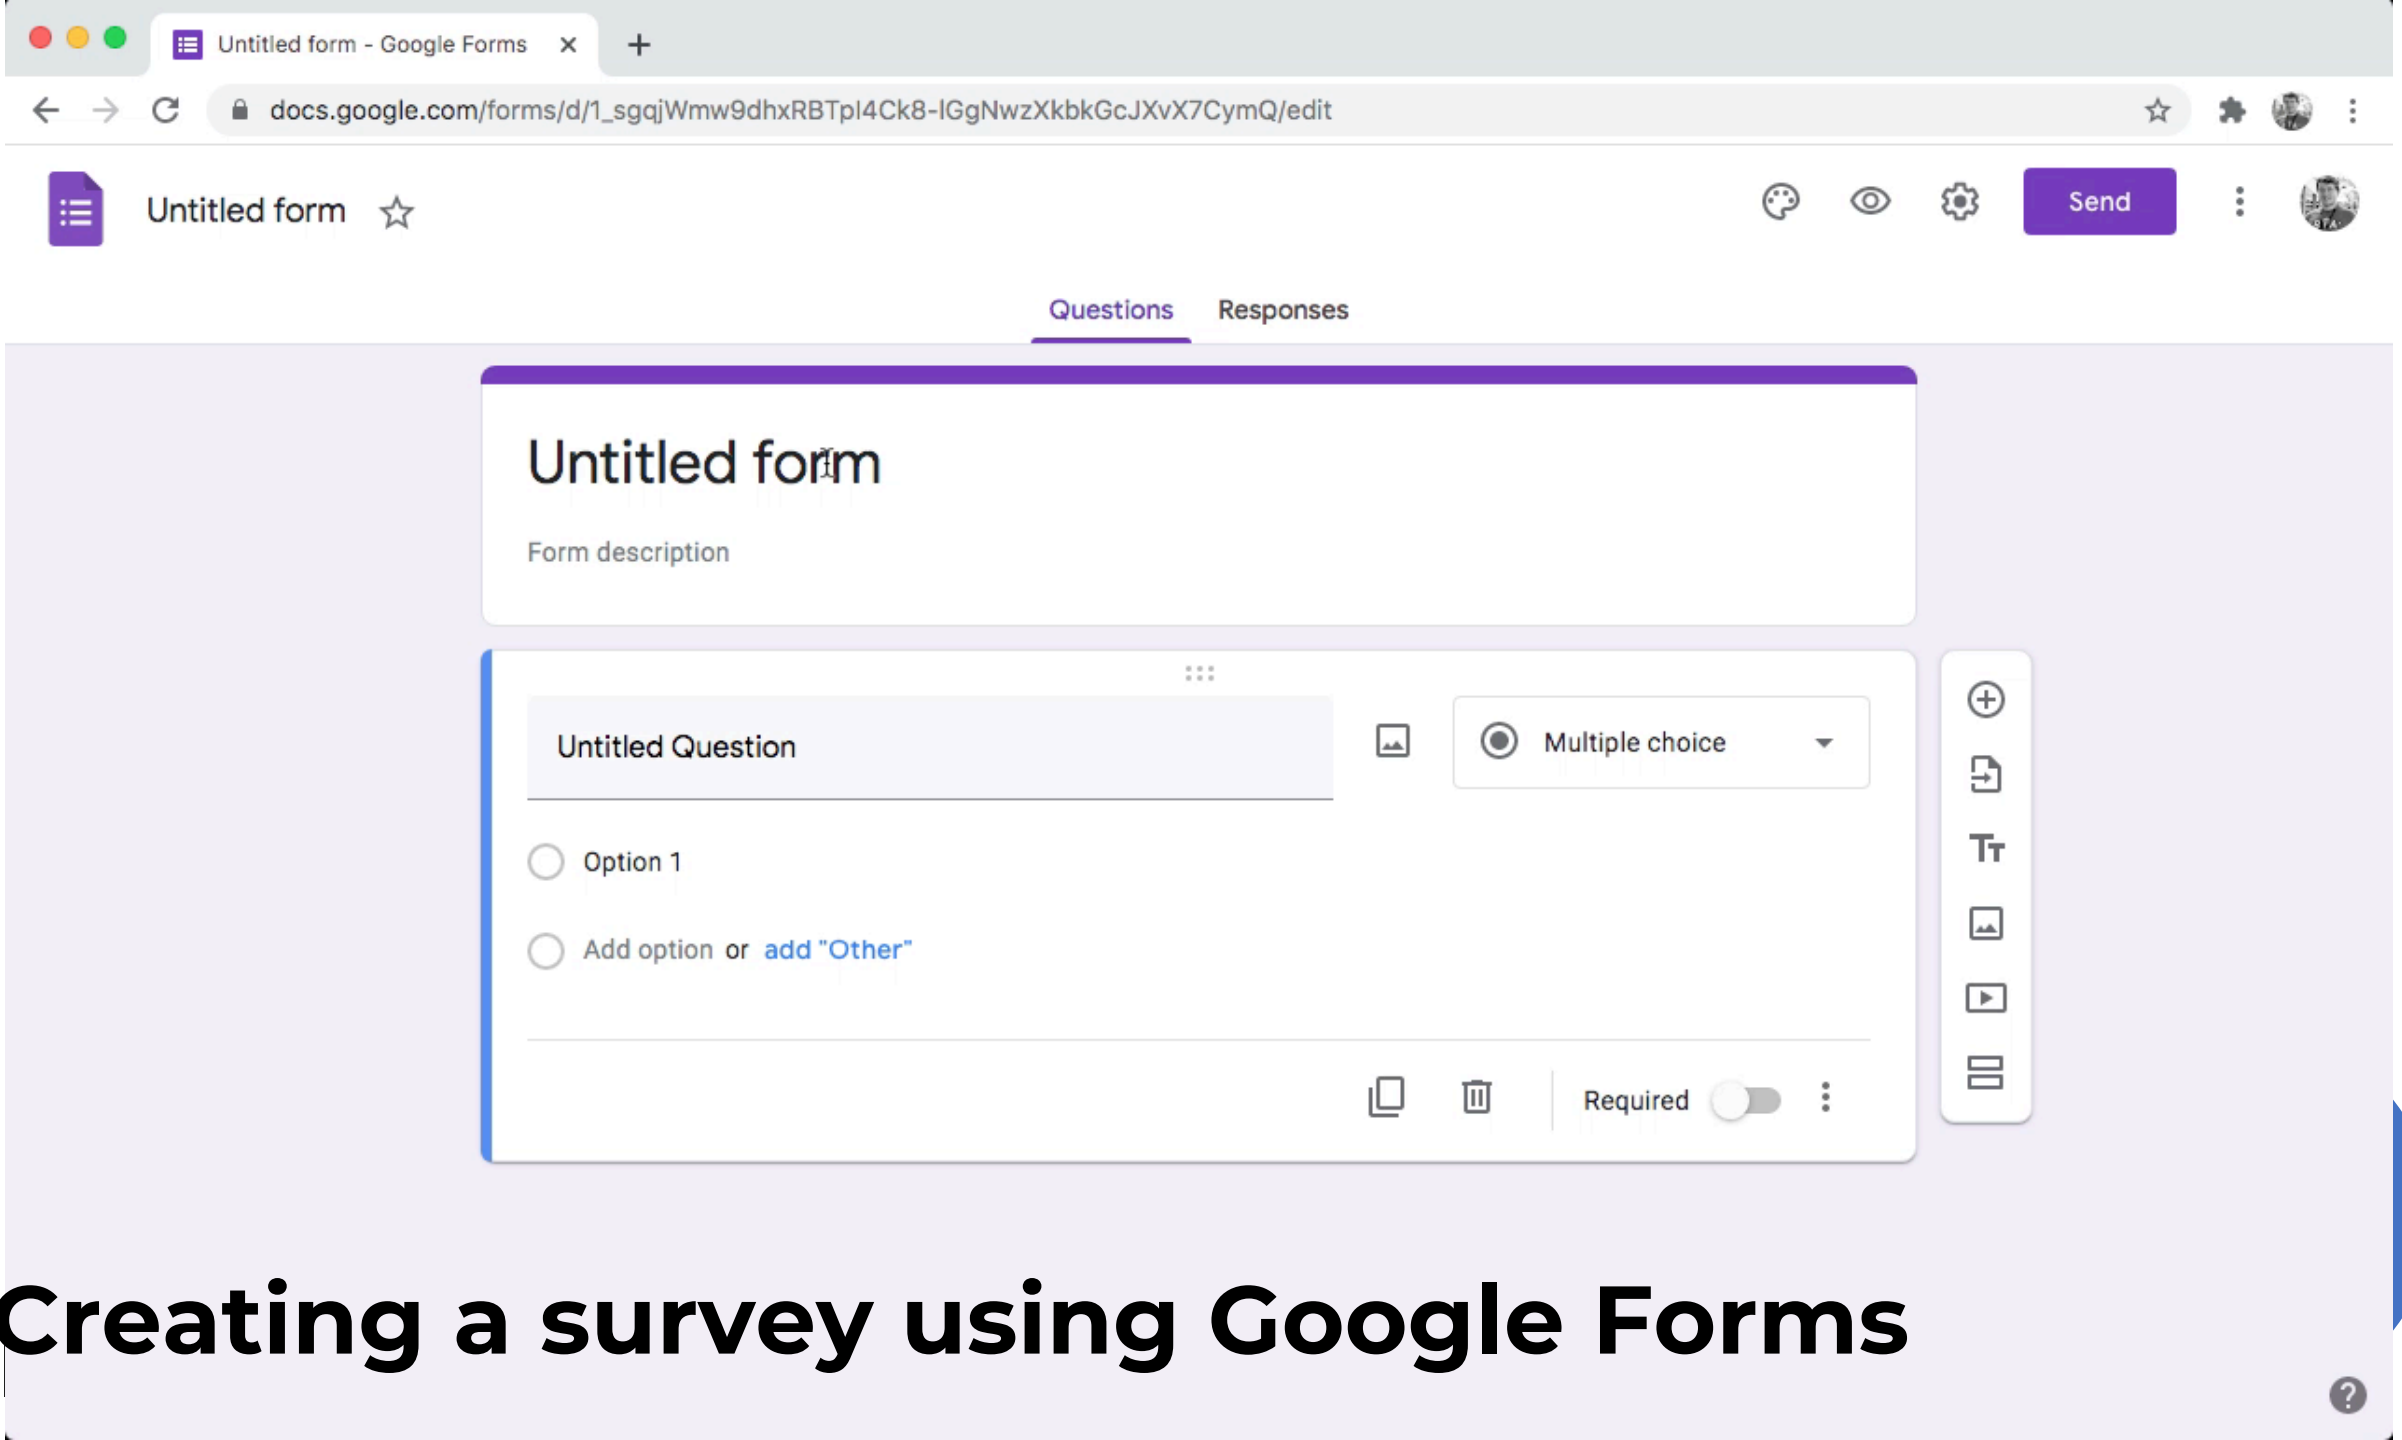 Untitled form - Google Forms
docs.google.com/forms/d/1_sgqjWmw9dhxRBTpI4Ck8-lGgNwzXkbkGcJXvX7CymQ/edit
Untitled form
Send
Questions Responses
Untitled form
Form description
Untitled Question
Multiple choice
Option 1
Add option or add "Other"
Required
Creating a survey using Google Forms